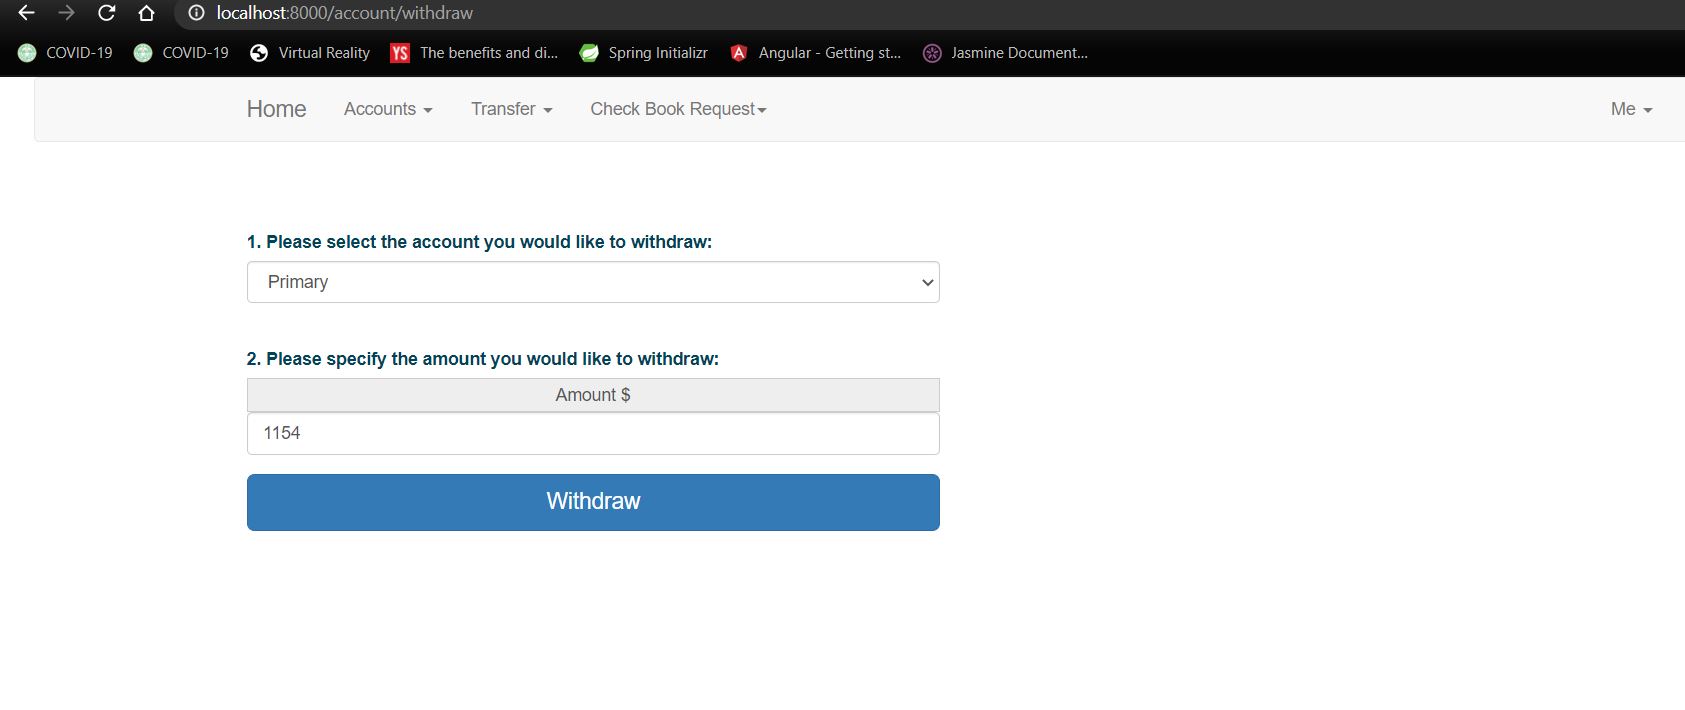 localhost:8000/account/withdraw
COVID-19 COVID-19 Virtual Reality YS The benefits and di... Spring Initializr A Angular - Getting st... Jasmine Document...
Home Accounts Transfer Check Book Request Me
1. Please select the account you would like to withdraw:
Primary
2. Please specify the amount you would like to withdraw:
Amount $
1154
Withdraw